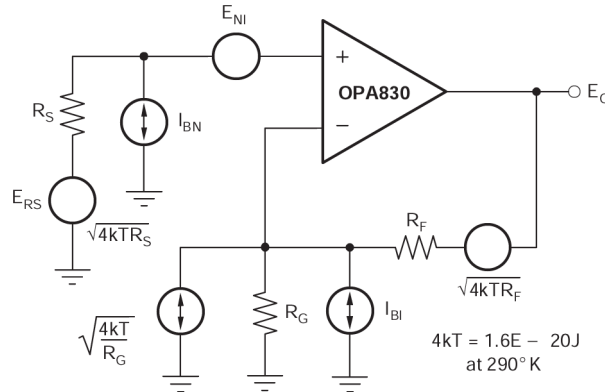 E_NI
+
OPA830
E_O
R_S
I_BN
−
E_RS
√4kTR_S
R_F
√4kTR_F
√4kT/R_G
R_G
I_BI
4kT = 1.6E − 20J
at 290° K